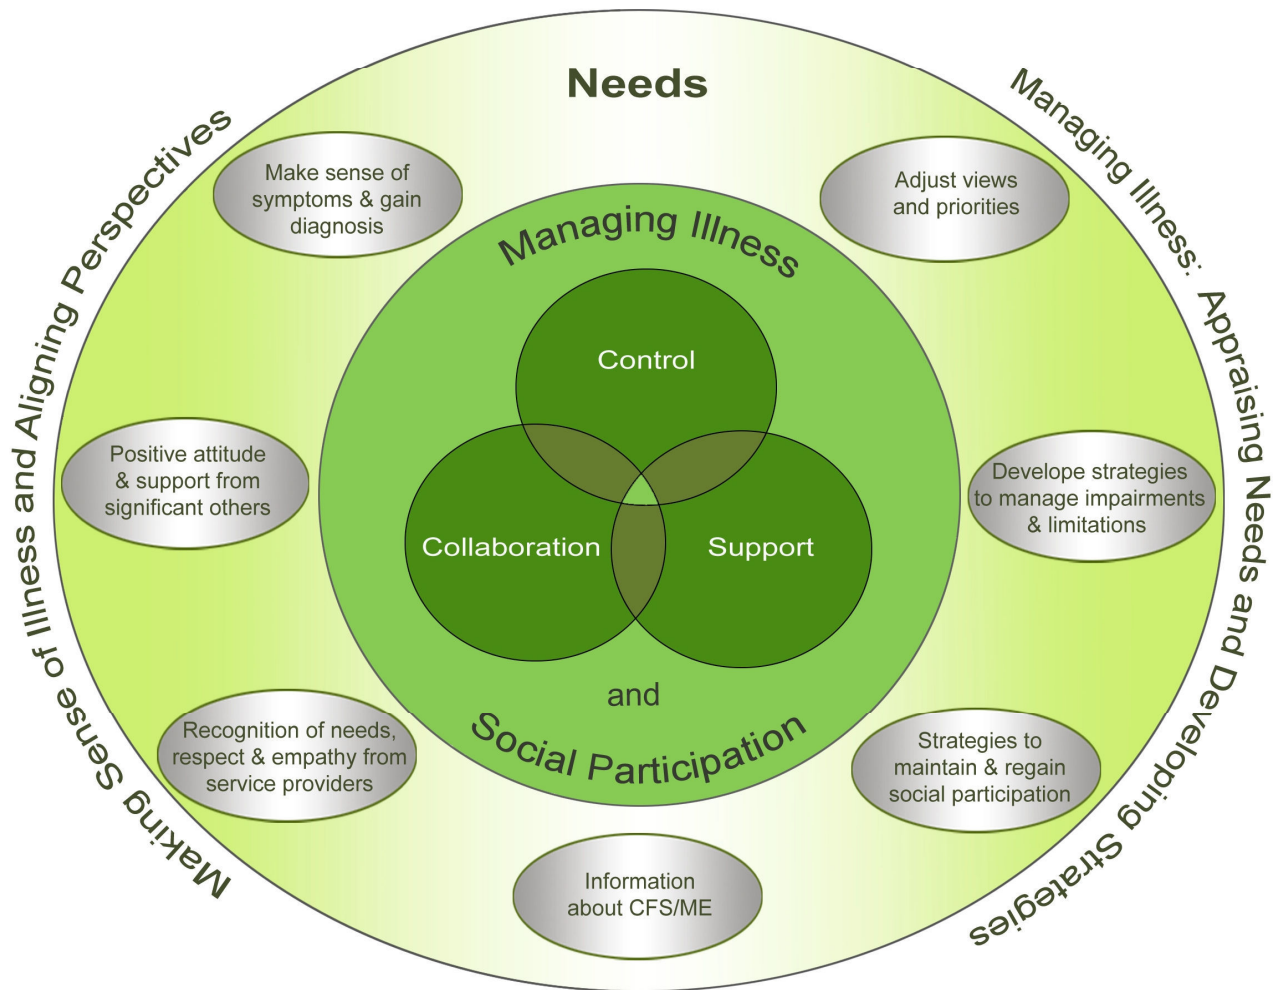 Needs
Making Sense of Illness and Aligning Perspectives
Managing Illness: Appraising Needs and Developing Strategies
Make sense of
symptoms & gain
diagnosis
Adjust views
and priorities
Managing Illness
Control
Positive attitude
& support from
significant others
Develope strategies
to manage impairments
& limitations
Collaboration
Support
and
Social Participation
Recognition of needs,
respect & empathy from
service providers
Strategies to
maintain & regain
social participation
Information
about CFS/ME